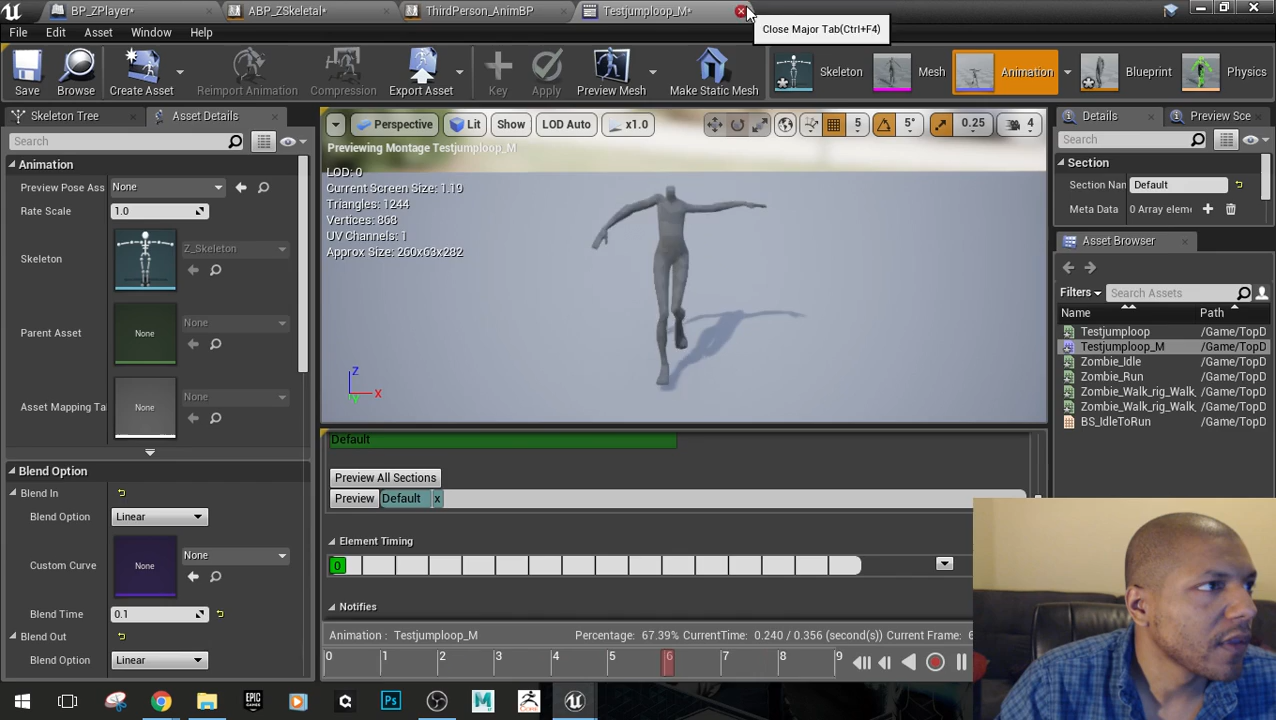 BP_ZPlayer*
ABP_ZSkeletal*
ThirdPerson_AnimBP
Testjumploop_M*
Close Major Tab(Ctrl+F4)
File
Edit
Asset
Window
Help
Save
Browse
Create Asset
Reimport Animation
Compression
Export Asset
Key
Apply
Preview Mesh
Make Static Mesh
Skeleton
Mesh
Animation
Blueprint
Physics
Skeleton Tree
Asset Details
Search
Animation
Preview Pose Ass
None
Rate Scale
1.0
Skeleton
Z_Skeleton
Parent Asset
None
None
Asset Mapping Ta
None
None
Blend Option
Blend In
Blend Option
Linear
Custom Curve
None
None
Blend Time
0.1
Blend Out
Blend Option
Linear
Perspective
Lit
Show
LOD Auto
x1.0
5
5°
0.25
4
Previewing Montage Testjumploop_M
LOD: 0
Current Screen Size: 1.19
Triangles: 1244
Vertices: 868
UV Channels: 1
Approx Size: 260x63x282
Z
X
Default
Preview All Sections
Preview
Default
x
Element Timing
0
Notifies
Animation : Testjumploop_M
Percentage: 67.39% CurrentTime: 0.240 / 0.356 (second(s)) Current Frame: 6
0 1 2 3 4 5 6 7 8 9
Details
Preview Sce
Search
Section
Section Nan
Default
Meta Data
0 Array elem
Asset Browser
Filters
Search Assets
Name
Path
Testjumploop
/Game/TopD
Testjumploop_M
/Game/TopD
Zombie_Idle
/Game/TopD
Zombie_Run
/Game/TopD
Zombie_Walk_rig_Walk_
/Game/TopD
Zombie_Walk_rig_Walk_
/Game/TopD
BS_IdleToRun
/Game/TopD
EPIC
GAMES
Ps
M